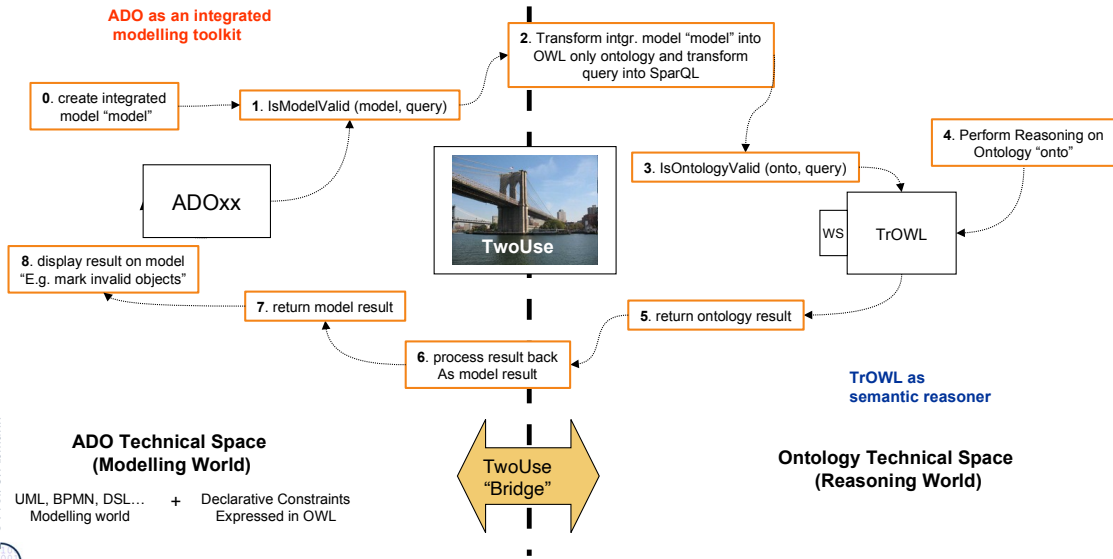 ADO as an integrated
modelling toolkit
2. Transform intgr. model “model” into
OWL only ontology and transform
query into SparQL
0. create integrated
model “model”
1. IsModelValid (model, query)
4. Perform Reasoning on
Ontology “onto”
3. IsOntologyValid (onto, query)
ADOxx
TwoUse
WS
TrOWL
8. display result on model
“E.g. mark invalid objects”
7. return model result
5. return ontology result
6. process result back
As model result
TrOWL as
semantic reasoner
ADO Technical Space
(Modelling World)
TwoUse
“Bridge”
Ontology Technical Space
(Reasoning World)
UML, BPMN, DSL… + Declarative Constraints
Modelling world Expressed in OWL